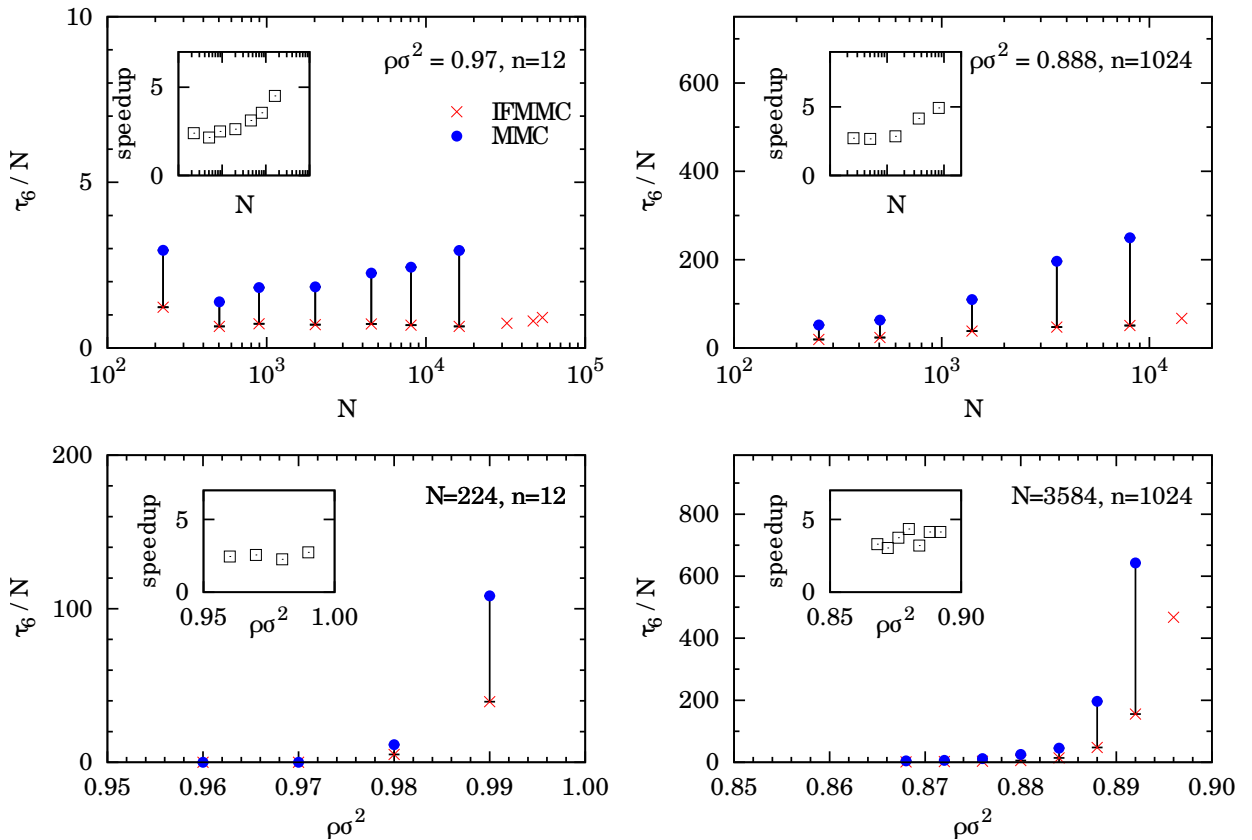 10
5
0
τ6 / N
ρσ² = 0.97, n=12
× IFMMC
● MMC
speedup
5
0
N
10² 10³ 10⁴ 10⁵
N
750
500
250
0
τ6 / N
ρσ² = 0.888, n=1024
speedup
5
0
N
10² 10³ 10⁴
N
200
100
0
τ6 / N
N=224, n=12
speedup
5
0
0.95 ρσ² 1.00
0.95 0.96 0.97 0.98 0.99 1.00
ρσ²
800
600
400
200
0
τ6 / N
N=3584, n=1024
speedup
5
0
0.85 ρσ² 0.90
0.85 0.86 0.87 0.88 0.89 0.90
ρσ²